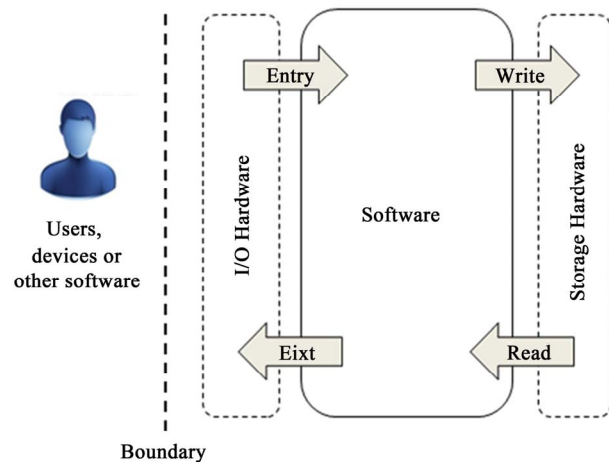 Entry
Write
Users,
devices or
other software
I/O Hardware
Software
Storage Hardware
Eixt
Read
Boundary